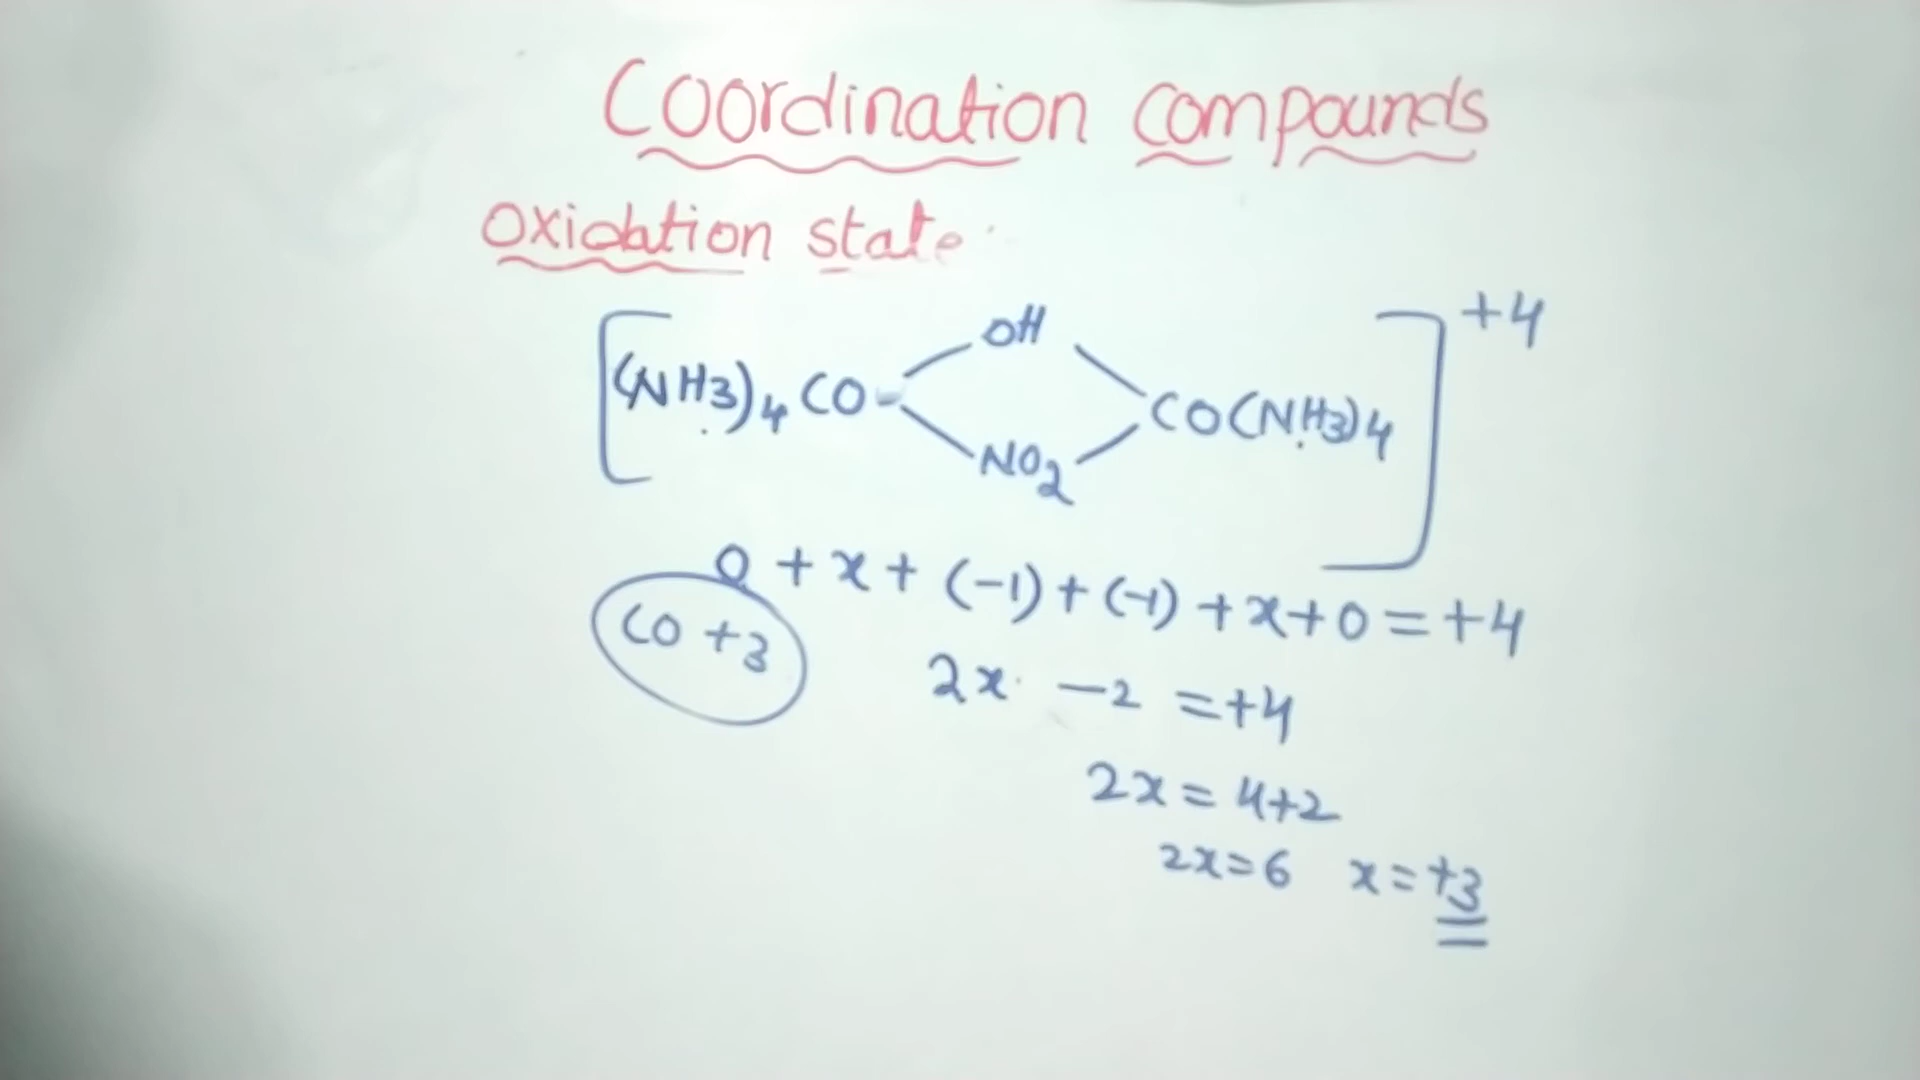 Coordination compounds
Oxidation state
[(NH3)4 CO OH NO2 CO(NH3)4]+4
0 + x + (-1) + (-1) + x + 0 = +4
CO +3
2x - 2 = +4
2x = 4+2
2x = 6 x = +3